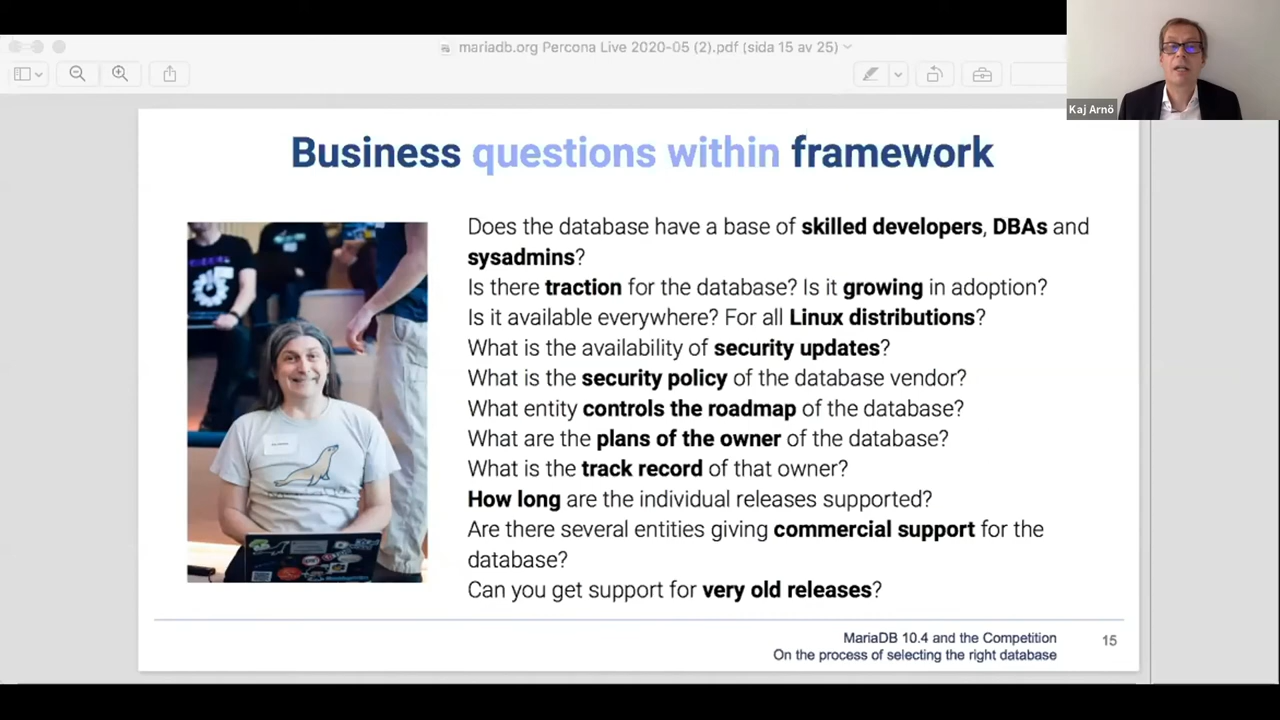 mariadb.org Percona Live 2020-05 (2).pdf (sida 15 av 25)
Kaj Arnö
Business questions within framework
Does the database have a base of skilled developers, DBAs and
sysadmins?
Is there traction for the database? Is it growing in adoption?
Is it available everywhere? For all Linux distributions?
What is the availability of security updates?
What is the security policy of the database vendor?
What entity controls the roadmap of the database?
What are the plans of the owner of the database?
What is the track record of that owner?
How long are the individual releases supported?
Are there several entities giving commercial support for the
database?
Can you get support for very old releases?
MariaDB 10.4 and the Competition
On the process of selecting the right database
15